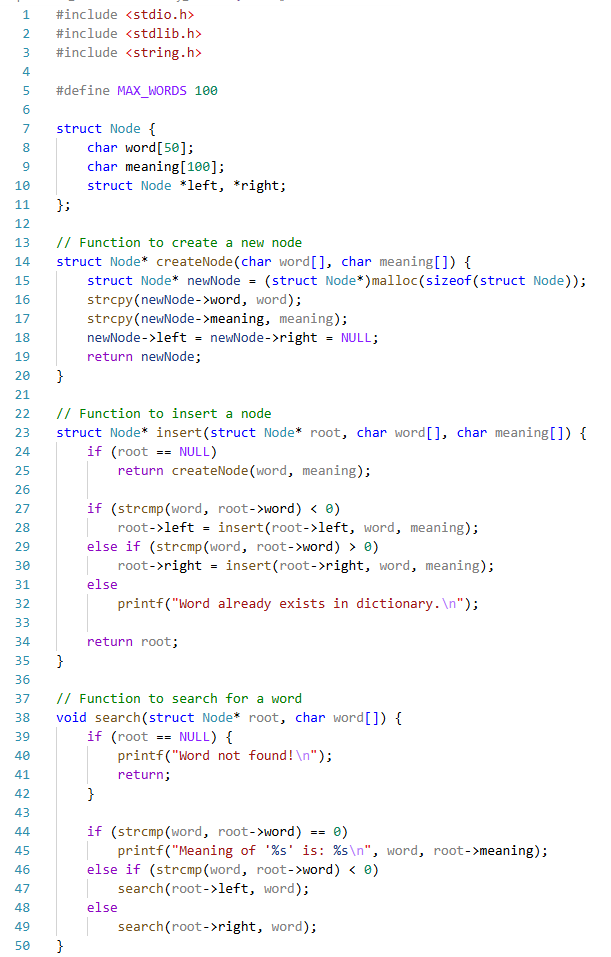 1 #include <stdio.h>
2 #include <stdlib.h>
3 #include <string.h>
4
5 #define MAX_WORDS 100
6
7 struct Node {
8     char word[50];
9     char meaning[100];
10     struct Node *left, *right;
11 };
12
13 // Function to create a new node
14 struct Node* createNode(char word[], char meaning[]) {
15     struct Node* newNode = (struct Node*)malloc(sizeof(struct Node));
16     strcpy(newNode->word, word);
17     strcpy(newNode->meaning, meaning);
18     newNode->left = newNode->right = NULL;
19     return newNode;
20 }
21
22 // Function to insert a node
23 struct Node* insert(struct Node* root, char word[], char meaning[]) {
24     if (root == NULL)
25         return createNode(word, meaning);
26
27     if (strcmp(word, root->word) < 0)
28         root->left = insert(root->left, word, meaning);
29     else if (strcmp(word, root->word) > 0)
30         root->right = insert(root->right, word, meaning);
31     else
32         printf("Word already exists in dictionary.\n");
33
34     return root;
35 }
36
37 // Function to search for a word
38 void search(struct Node* root, char word[]) {
39     if (root == NULL) {
40         printf("Word not found!\n");
41         return;
42     }
43
44     if (strcmp(word, root->word) == 0)
45         printf("Meaning of '%s' is: %s\n", word, root->meaning);
46     else if (strcmp(word, root->word) < 0)
47         search(root->left, word);
48     else
49         search(root->right, word);
50 }